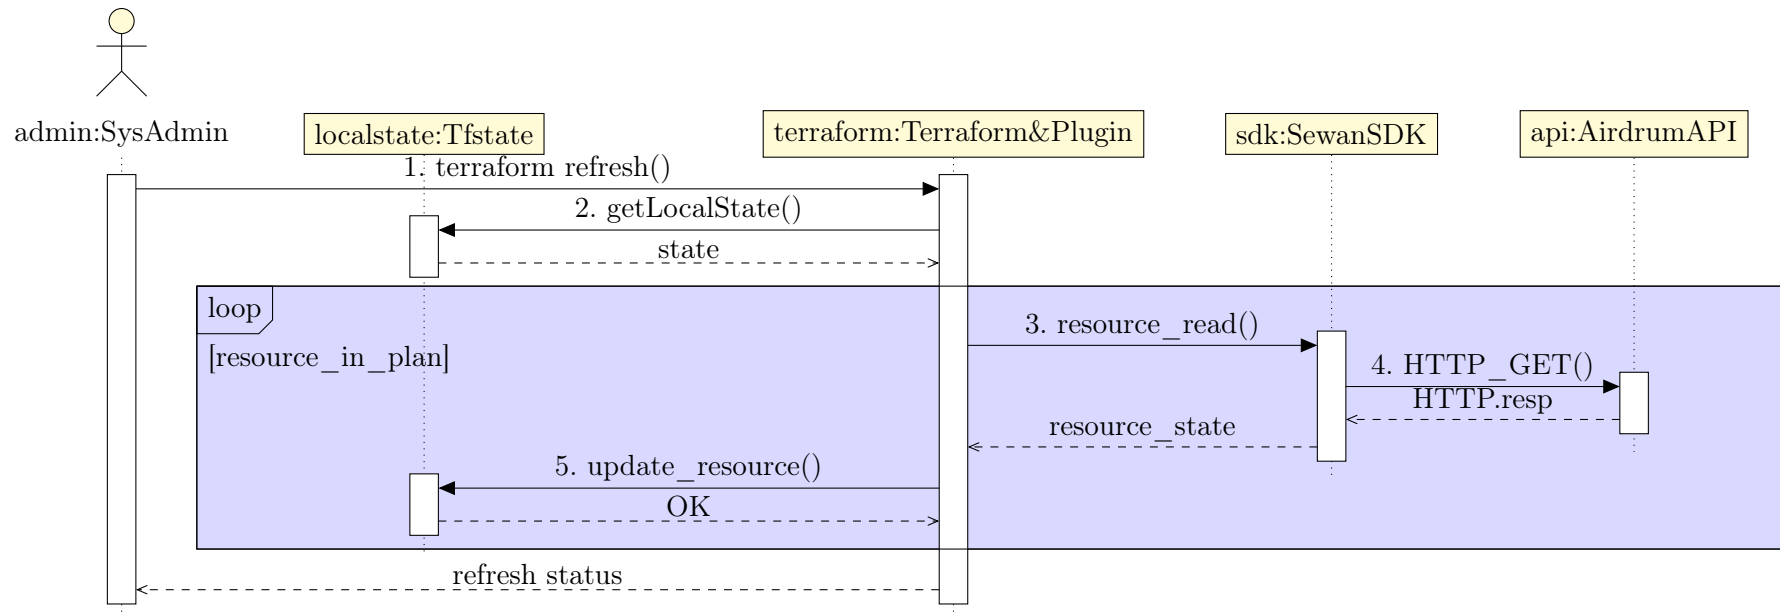 admin:SysAdmin
localstate:Tfstate
terraform:Terraform&Plugin
sdk:SewanSDK
api:AirdrumAPI
1. terraform refresh()
2. getLocalState()
state
loop
[resource_in_plan]
3. resource_read()
4. HTTP_GET()
HTTP.resp
resource_state
5. update_resource()
OK
refresh status